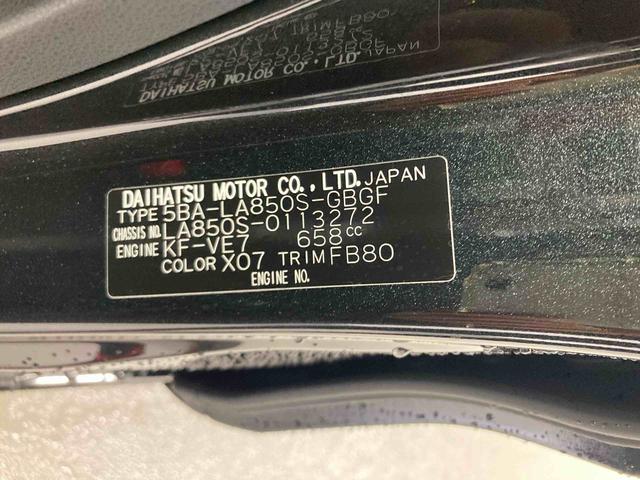 DAIHATSU MOTOR CO., LTD. JAPAN
TYPE 5BA-LA850S-GBGF
CHASSIS NO. LA850S-0113272
ENGINE KF-VE7 658cc
COLOR X07 TRIM FB80
ENGINE NO.